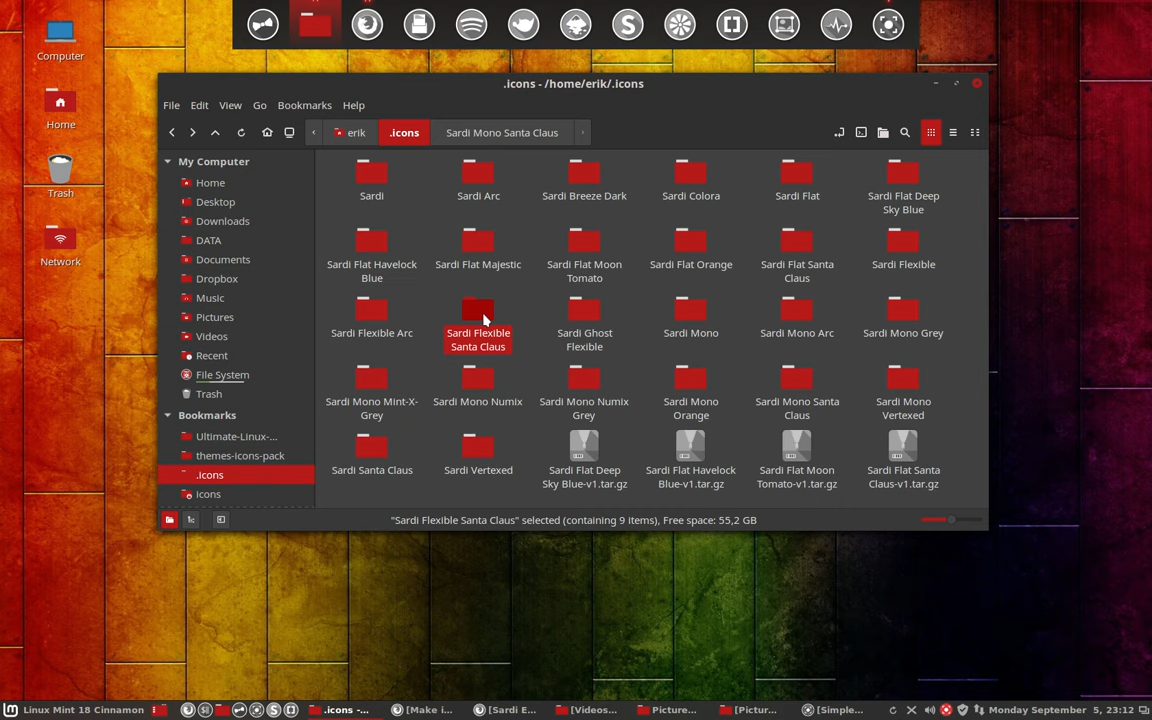 Computer
Home
Trash
Network
.icons - /home/erik/.icons
File Edit View Go Bookmarks Help
erik .icons Sardi Mono Santa Claus
My Computer
Home
Desktop
Downloads
DATA
Documents
Dropbox
Music
Pictures
Videos
Recent
File System
Trash
Bookmarks
Ultimate-Linux-...
themes-icons-pack
.icons
icons
Sardi
Sardi Arc
Sardi Breeze Dark
Sardi Colora
Sardi Flat
Sardi Flat Deep
Sky Blue
Sardi Flat Havelock
Blue
Sardi Flat Majestic
Sardi Flat Moon
Tomato
Sardi Flat Orange
Sardi Flat Santa
Claus
Sardi Flexible
Sardi Flexible Arc
Sardi Flexible
Santa Claus
Sardi Ghost
Flexible
Sardi Mono
Sardi Mono Arc
Sardi Mono Grey
Sardi Mono Mint-X-
Grey
Sardi Mono Numix
Sardi Mono Numix
Grey
Sardi Mono
Orange
Sardi Mono Santa
Claus
Sardi Mono
Vertexed
Sardi Santa Claus
Sardi Vertexed
Sardi Flat Deep
Sky Blue-v1.tar.gz
Sardi Flat Havelock
Blue-v1.tar.gz
Sardi Flat Moon
Tomato-v1.tar.gz
Sardi Flat Santa
Claus-v1.tar.gz
"Sardi Flexible Santa Claus" selected (containing 9 items), Free space: 55,2 GB
Linux Mint 18 Cinnamon .icons -... [Make i... [Sardi E... [Videos... Picture... [Pictur... [Simple... Monday September 5, 23:12